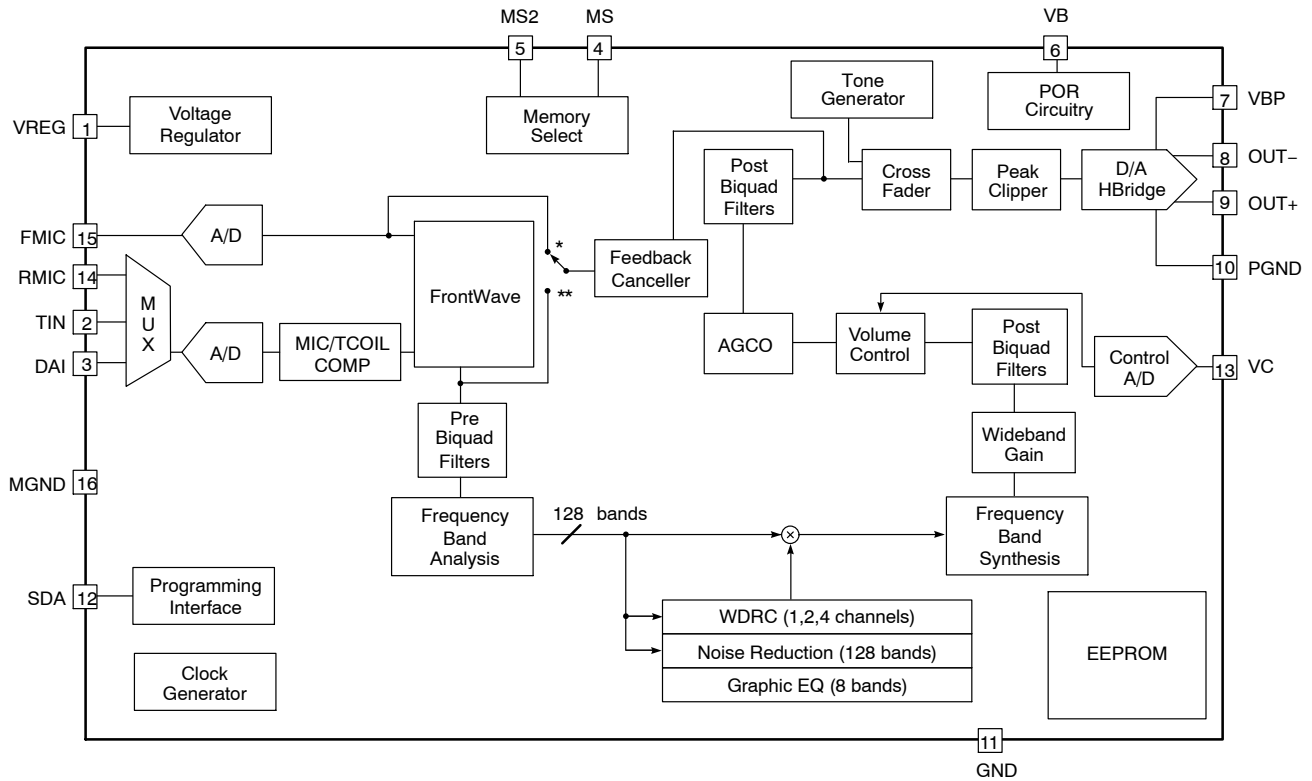 MS2
MS
VB
5
4
6
VREG
1
Voltage
Regulator
Memory
Select
Tone
Generator
POR
Circuitry
7
VBP
8
OUT−
9
OUT+
10
PGND
Post
Biquad
Filters
Cross
Fader
Peak
Clipper
D/A
HBridge
FMIC
15
A/D
RMIC
14
TIN
2
DAI
3
MUX
A/D
MIC/TCOIL
COMP
FrontWave
*
**
Feedback
Canceller
AGCO
Volume
Control
Post
Biquad
Filters
Control
A/D
13
VC
Pre
Biquad
Filters
Wideband
Gain
MGND
16
Frequency
Band
Analysis
128 bands
×
Frequency
Band
Synthesis
SDA
12
Programming
Interface
Clock
Generator
WDRC (1,2,4 channels)
Noise Reduction (128 bands)
Graphic EQ (8 bands)
EEPROM
11
GND